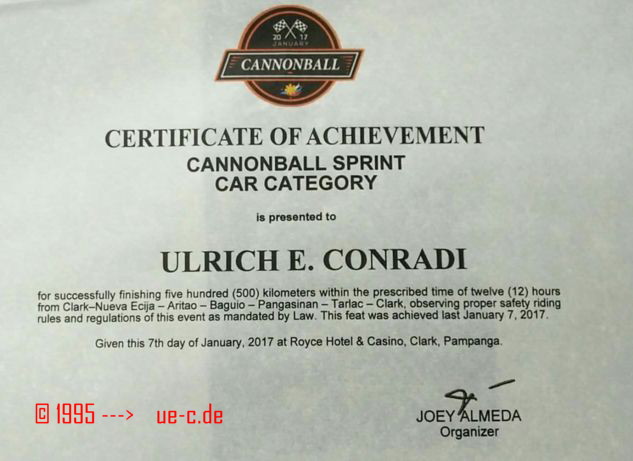 20 17
JANUARY
CANNONBALL
CERTIFICATE OF ACHIEVEMENT
CANNONBALL SPRINT
CAR CATEGORY
is presented to
ULRICH E. CONRADI
for successfully finishing five hundred (500) kilometers within the prescribed time of twelve (12) hours
from Clark–Nueva Ecija – Aritao – Baguio – Pangasinan – Tarlac – Clark, observing proper safety riding
rules and regulations of this event as mandated by Law. This feat was achieved last January 7, 2017.
Given this 7th day of January, 2017 at Royce Hotel & Casino, Clark, Pampanga.
© 1995 ---> ue-c.de
JOEY ALMEDA
Organizer